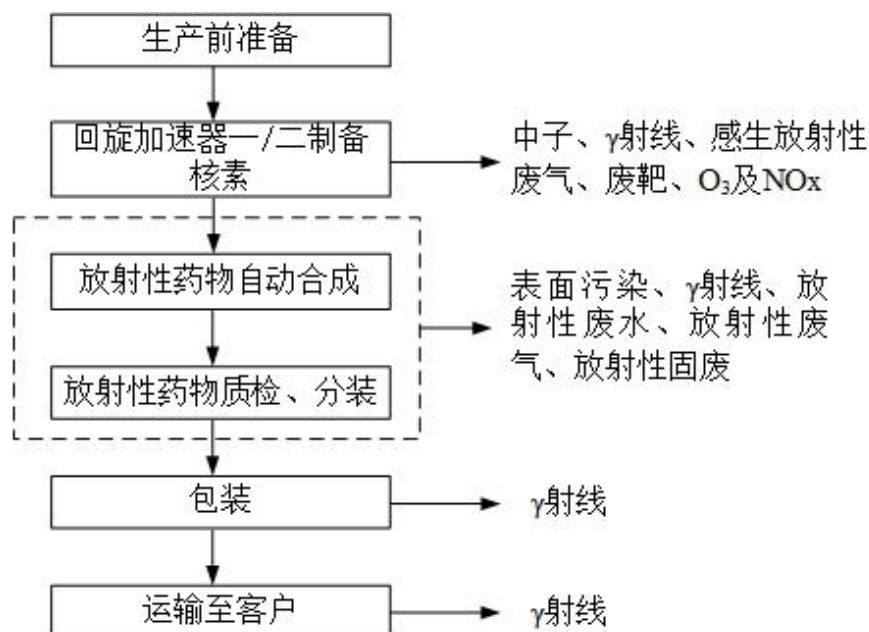 生产前准备
回旋加速器一/二制备
核素
中子、γ射线、感生放射性
废气、废靶、O₃及NOx
放射性药物自动合成
表面污染、γ射线、放
射性废水、放射性废
气、放射性固废
放射性药物质检、分装
包装
γ射线
运输至客户
γ射线